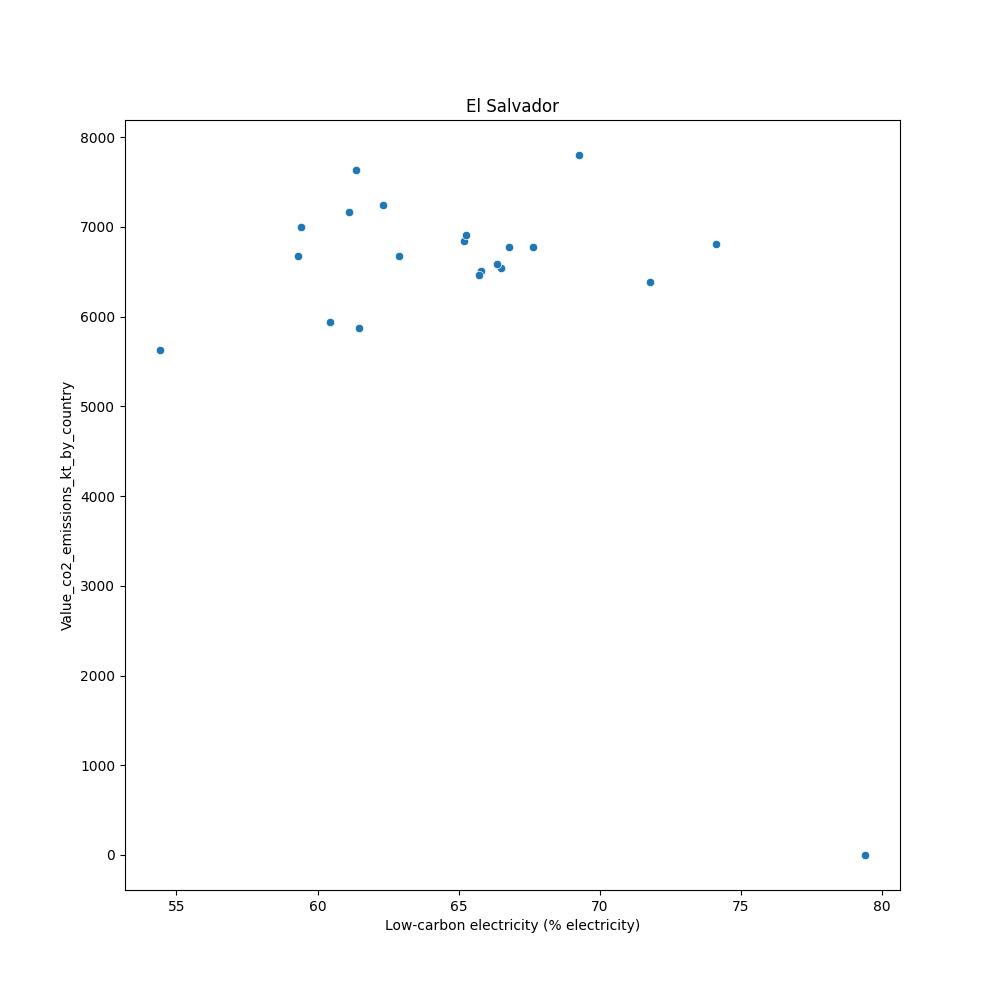 El Salvador
8000
7000
6000
5000
4000
3000
2000
1000
0
Value_co2_emissions_kt_by_country
55 60 65 70 75 80
Low-carbon electricity (% electricity)